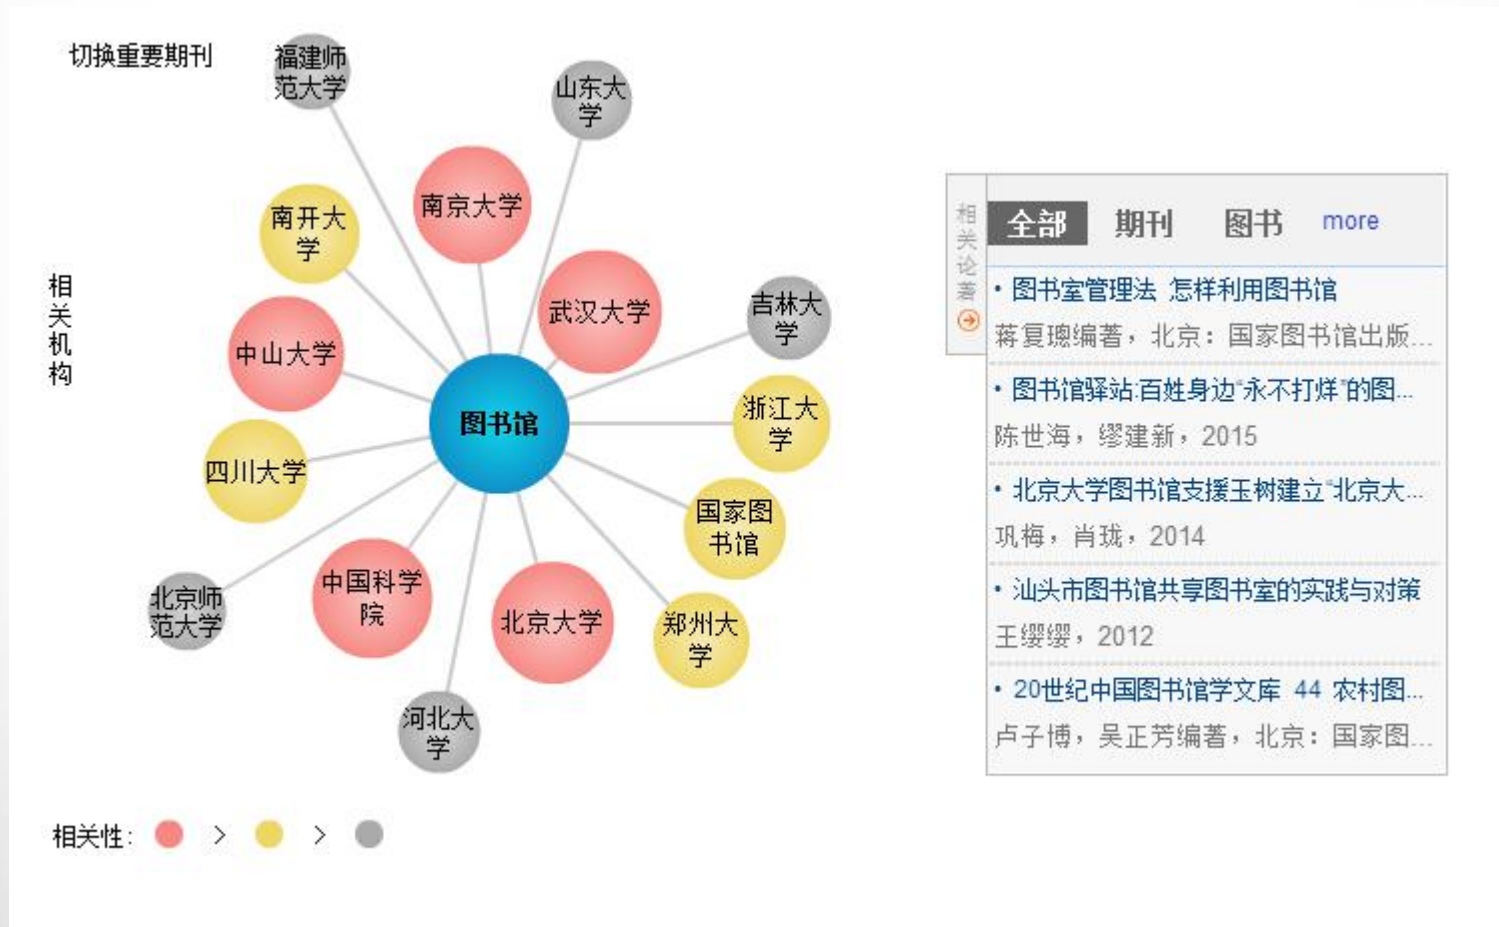 切换重要期刊
福建师
范大学
山东大
学
南开大
学
南京大学
武汉大学
中山大学
吉林大
学
浙江大
学
图书馆
四川大学
国家图
书馆
北京师
范大学
中国科学
院
北京大学
郑州大
学
河北大
学
相关机构
相关性: > >
相关论著
全部 期刊 图书 more
• 图书室管理法 怎样利用图书馆
蒋复璁编著，北京：国家图书馆出版...
• 图书馆驿站:百姓身边“永不打烊”的图...
陈世海，缪建新，2015
• 北京大学图书馆支援玉树建立“北京大...
巩梅，肖珑，2014
• 汕头市图书馆共享图书室的实践与对策
王缨缨，2012
• 20世纪中国图书馆学文库 44 农村图...
卢子博，吴正芳编著，北京：国家图...